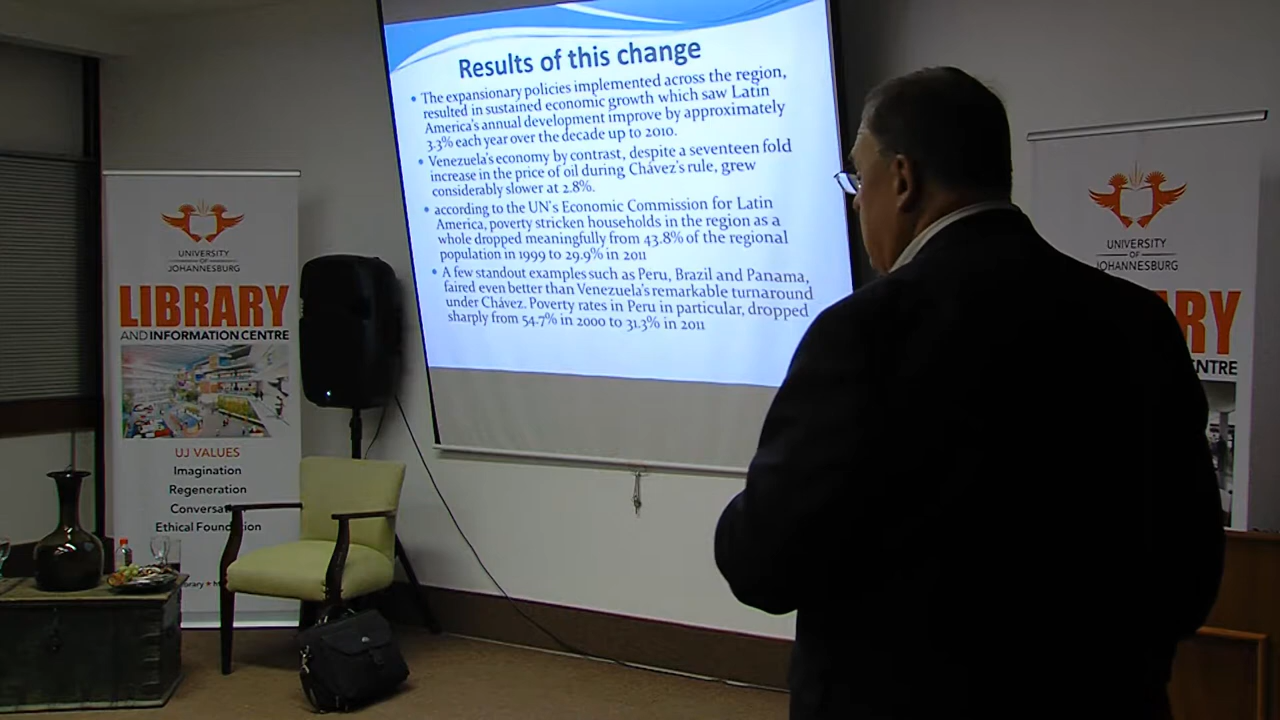 Results of this change
• The expansionary policies implemented across the region,
resulted in sustained economic growth which saw Latin
America's annual development improve by approximately
3.3% each year over the decade up to 2010.
• Venezuela's economy by contrast, despite a seventeen fold
increase in the price of oil during Chávez's rule, grew
considerably slower at 2.8%.
• according to the UN's Economic Commission for Latin
America, poverty stricken households in the region as a
whole dropped meaningfully from 43.8% of the regional
population in 1999 to 29.9% in 2011
• A few standout examples such as Peru, Brazil and Panama,
faired even better than Venezuela's remarkable turnaround
under Chávez. Poverty rates in Peru in particular, dropped
sharply from 54.7% in 2000 to 31.3% in 2011
UNIVERSITY
OF
JOHANNESBURG
LIBRARY
AND INFORMATION CENTRE
UJ VALUES
Imagination
Regeneration
Conversa
Ethical Found ion
rary
UNIVERSITY
OF
JOHANNESBURG
RY
NTRE